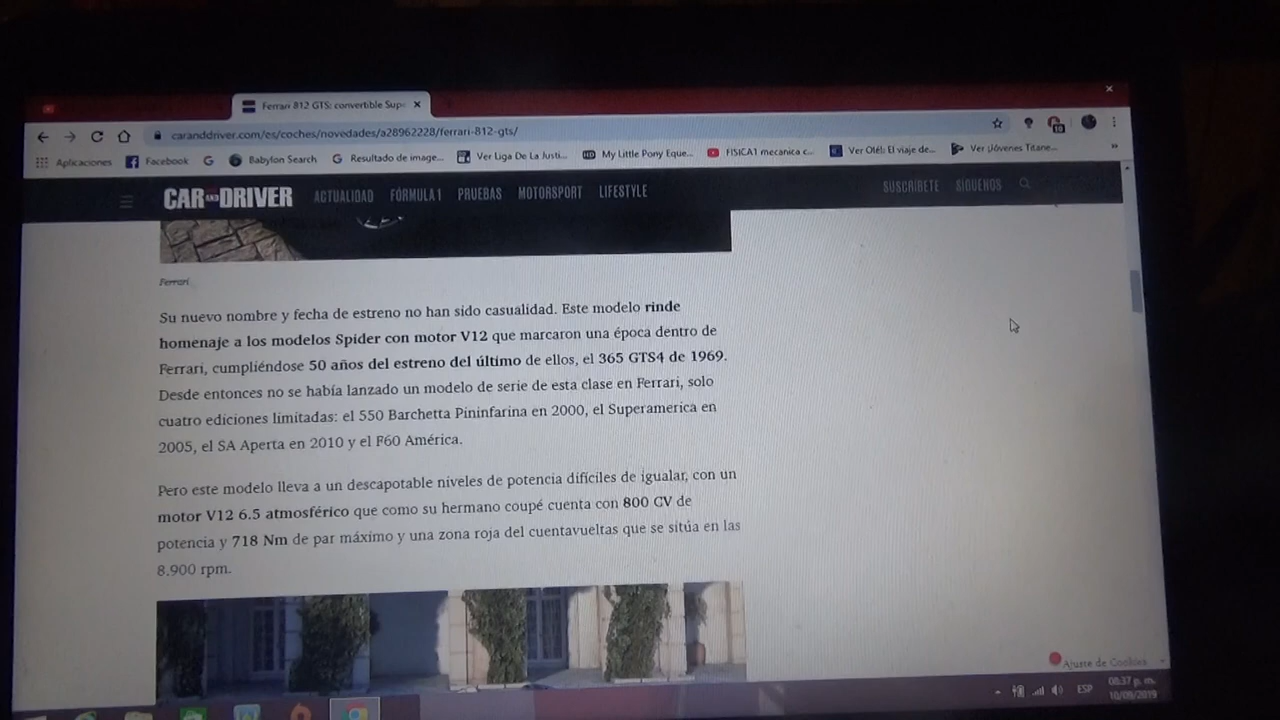 Ferrari 812 GTS: convertible Sup
caranddriver.com/es/coches/novedades/a28962228/ferrari-812-gts/
10
Aplicaciones Facebook Babylon Search Resultado de image... Ver Liga De La Justi... My Little Pony Eque... FISICA1 mecanica c... Ver Olé!: El viaje de... Ver ¡Jóvenes Titane...
CAR AND DRIVER ACTUALIDAD FÓRMULA 1 PRUEBAS MOTORSPORT LIFESTYLE SUSCRÍBETE SÍGUENOS
Ferrari
Su nuevo nombre y fecha de estreno no han sido casualidad. Este modelo rinde
homenaje a los modelos Spider con motor V12 que marcaron una época dentro de
Ferrari, cumpliéndose 50 años del estreno del último de ellos, el 365 GTS4 de 1969.
Desde entonces no se había lanzado un modelo de serie de esta clase en Ferrari, solo
cuatro ediciones limitadas: el 550 Barchetta Pininfarina en 2000, el Superamerica en
2005, el SA Aperta en 2010 y el F60 América.
Pero este modelo lleva a un descapotable niveles de potencia difíciles de igualar, con un
motor V12 6.5 atmosférico que como su hermano coupé cuenta con 800 CV de
potencia y 718 Nm de par máximo y una zona roja del cuentavueltas que se sitúa en las
8.900 rpm.
Ajuste de Cookies
ESP
08:37 p. m.
10/09/2019